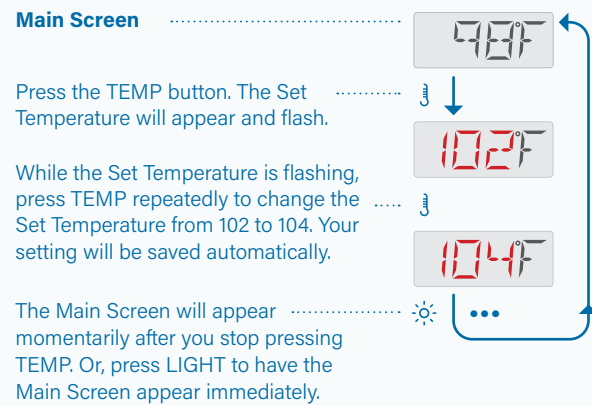 Main Screen
98°F
Press the TEMP button. The Set
Temperature will appear and flash.
102°F
While the Set Temperature is flashing,
press TEMP repeatedly to change the
Set Temperature from 102 to 104. Your
setting will be saved automatically.
104°F
The Main Screen will appear
momentarily after you stop pressing
TEMP. Or, press LIGHT to have the
Main Screen appear immediately.